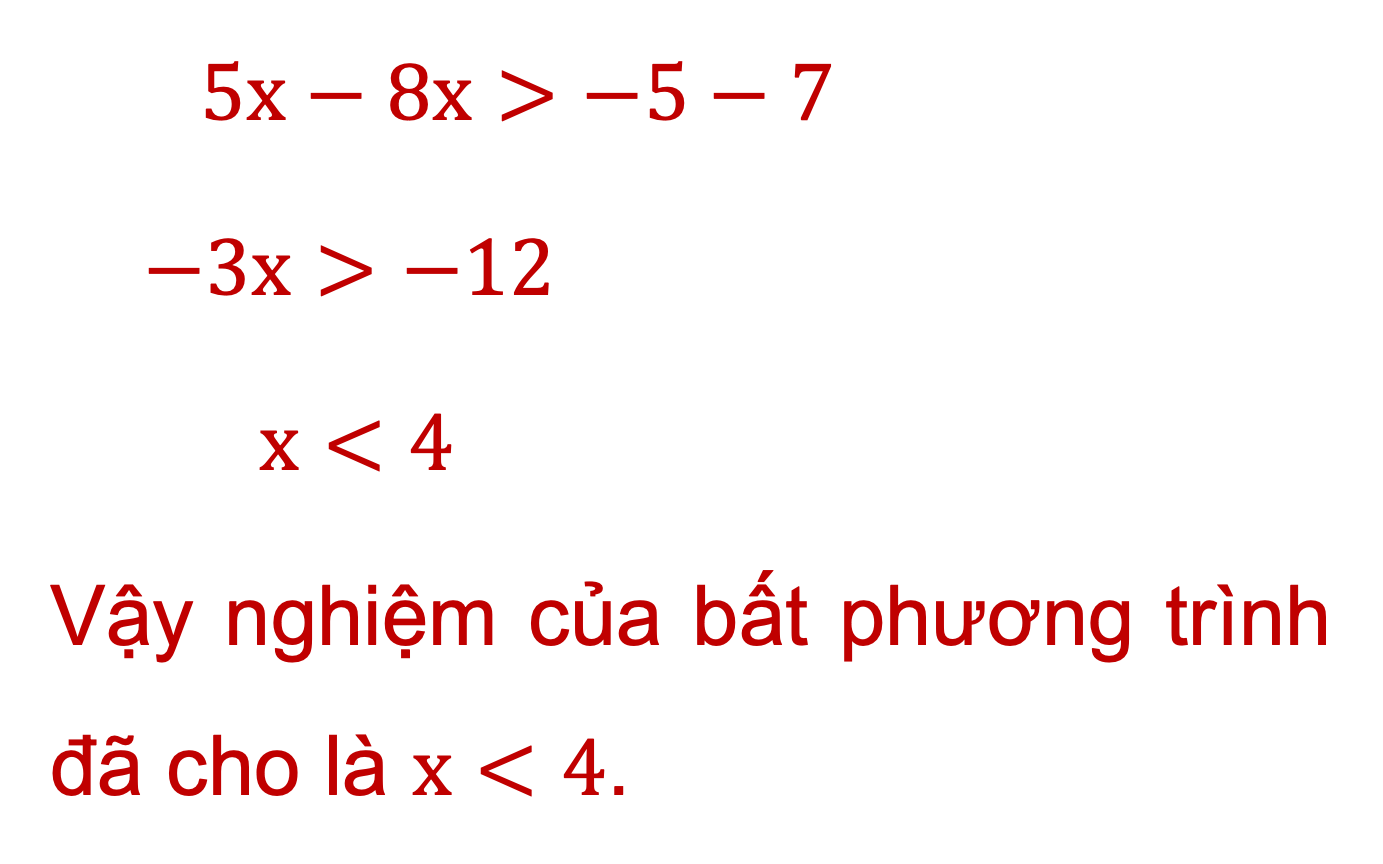 5x − 8x > −5 − 7
−3x > −12
x < 4
Vậy nghiệm của bất phương trình
đã cho là x < 4.